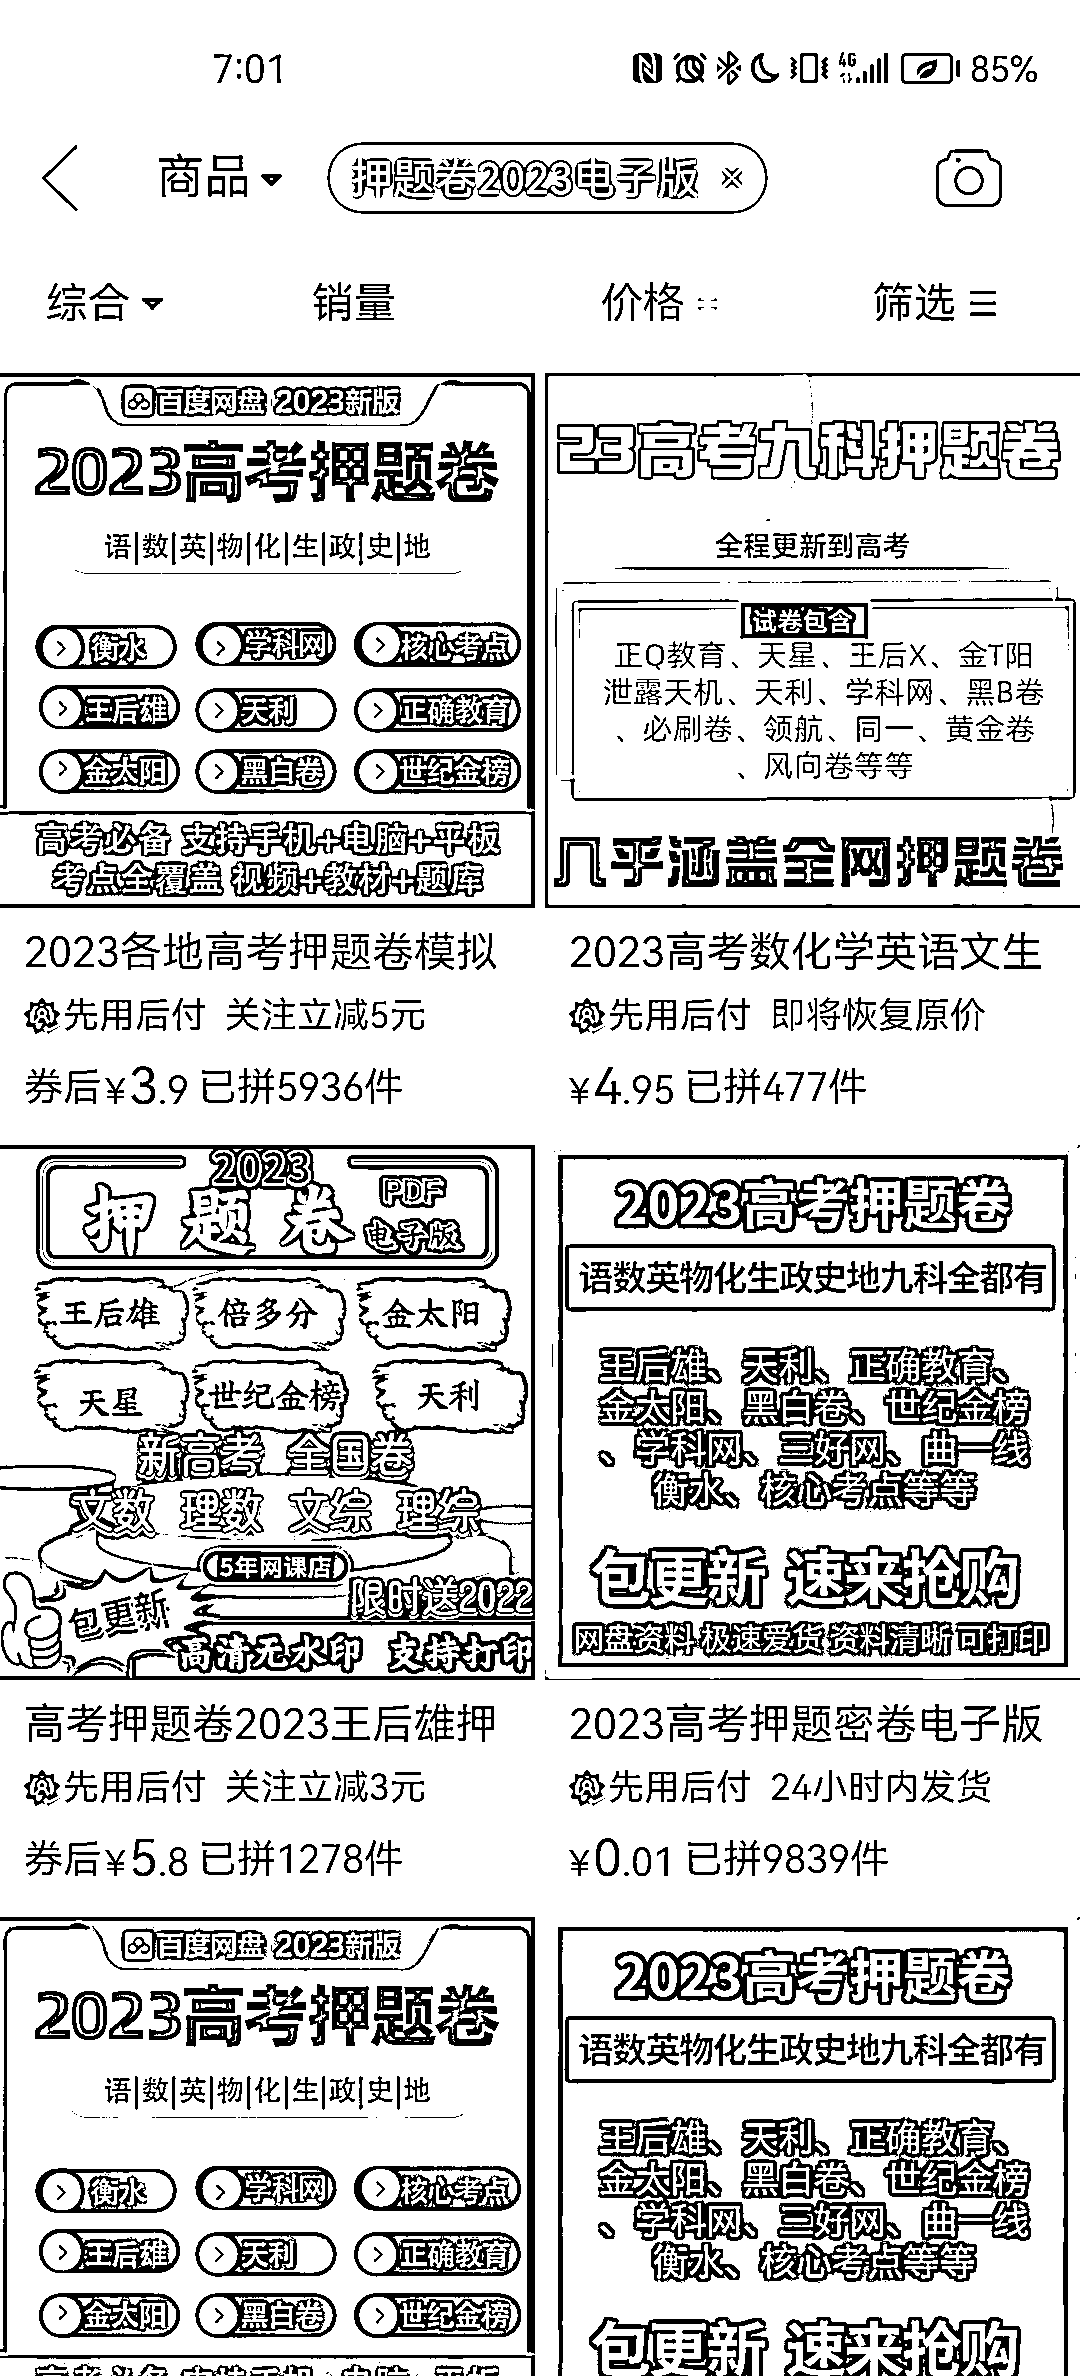 7:01
4G 85%
商品 押题卷2023电子版
综合 销量 价格 筛选
百度网盘 2023新版
2023高考押题卷
语|数|英|物|化|生|政|史|地
衡水 学科网 核心考点
王后雄 天利 正确教育
金太阳 黑白卷 世纪金榜
高考必备 支持手机+电脑+平板
考点全覆盖 视频+教材+题库
2023各地高考押题卷模拟
先用后付 关注立减5元
券后¥3.9 已拼5936件
23高考九科押题卷
全程更新到高考
试卷包含
正Q教育、天星、王后X、金T阳
泄露天机、天利、学科网、黑B卷
、必刷卷、领航、同一、黄金卷
、风向卷等等
几乎涵盖全网押题卷
2023高考数化学英语文生
先用后付 即将恢复原价
¥4.95 已拼477件
2023
押题卷
PDF
电子版
王后雄 倍多分 金太阳
天星 世纪金榜 天利
新高考 全国卷
文数 理数 文综 理综
5年网课店
包更新 限时送2022
高清无水印 支持打印
高考押题卷2023王后雄押
先用后付 关注立减3元
券后¥5.8 已拼1278件
2023高考押题卷
语数英物化生政史地九科全都有
王后雄、天利、正确教育、
金太阳、黑白卷、世纪金榜
、学科网、三好网、曲一线
衡水、核心考点等等
包更新 速来抢购
网盘资料 极速爱货 资料清晰 可打印
2023高考押题密卷电子版
先用后付 24小时内发货
¥0.01 已拼9839件
百度网盘 2023新版
2023高考押题卷
语|数|英|物|化|生|政|史|地
衡水 学科网 核心考点
王后雄 天利 正确教育
金太阳 黑白卷 世纪金榜
2023高考押题卷
语数英物化生政史地九科全都有
王后雄、天利、正确教育、
金太阳、黑白卷、世纪金榜
、学科网、三好网、曲一线
衡水、核心考点等等
包更新 速来抢购